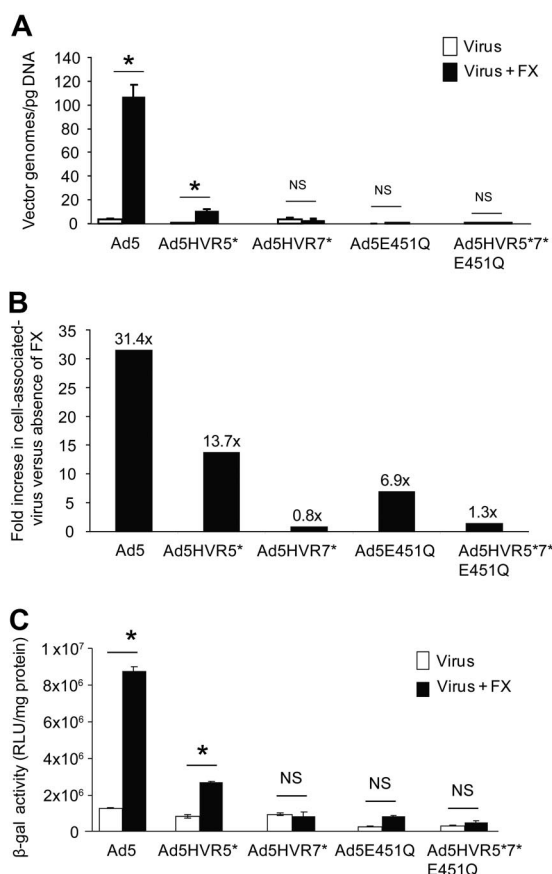 A
Vector genomes/pg DNA
140
120
100
80
60
40
20
0
Virus
Virus + FX
*
*
NS
NS
NS
Ad5 Ad5HVR5* Ad5HVR7* Ad5E451Q Ad5HVR5*7*
E451Q
B
Fold increase in cell-associated-
virus versus absence of FX
35
30
25
20
15
10
5
0
31.4x
13.7x
0.8x
6.9x
1.3x
Ad5 Ad5HVR5* Ad5HVR7* Ad5E451Q Ad5HVR5*7*
E451Q
C
β-gal activity (RLU/mg protein)
1x10⁷
8x10⁶
6x10⁶
4x10⁶
2x10⁶
0
Virus
Virus + FX
*
*
NS
NS
NS
Ad5 Ad5HVR5* Ad5HVR7* Ad5E451Q Ad5HVR5*7*
E451Q